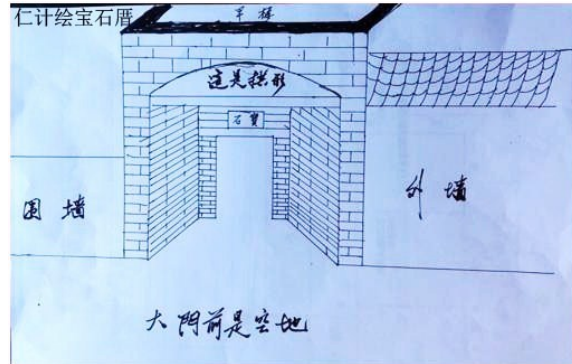 仁计绘宝石厝
这是拱形
石寶
围墙
外墙
大门前是空地